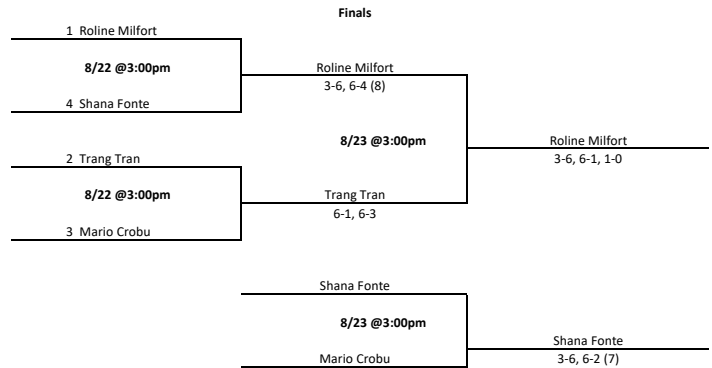 Finals
1 Roline Milfort
8/22 @3:00pm
Roline Milfort
3-6, 6-4 (8)
4 Shana Fonte
8/23 @3:00pm
Roline Milfort
3-6, 6-1, 1-0
2 Trang Tran
8/22 @3:00pm
Trang Tran
6-1, 6-3
3 Mario Crobu
Shana Fonte
8/23 @3:00pm
Shana Fonte
3-6, 6-2 (7)
Mario Crobu